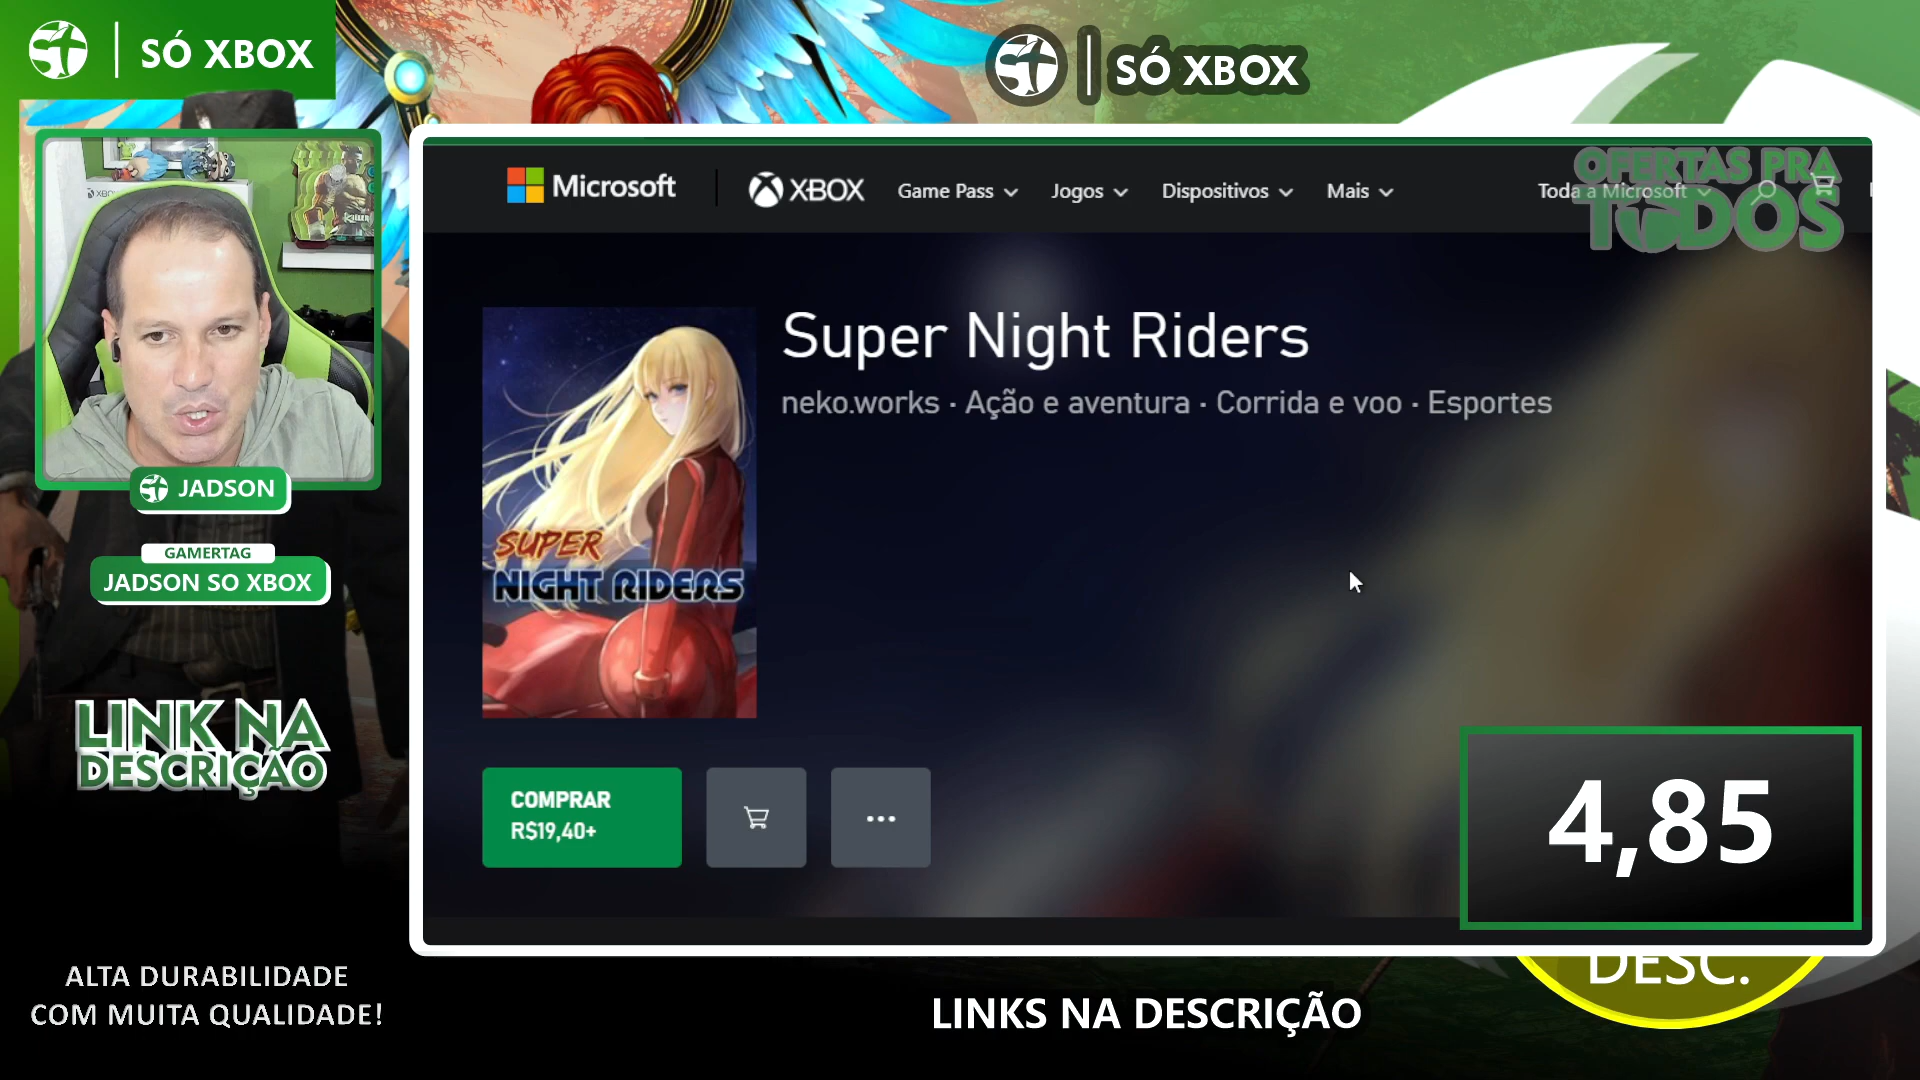 SÓ XBOX
SÓ XBOX
Microsoft
XBOX
Game Pass
Jogos
Dispositivos
Mais
Toda a Microsoft
OFERTAS PRA
TODOS
Super Night Riders
neko.works · Ação e aventura · Corrida e voo · Esportes
SUPER
NIGHT RIDERS
JADSON
GAMERTAG
JADSON SO XBOX
LINK NA
DESCRIÇÃO
COMPRAR
R$19,40+
4,85
DESC.
ALTA DURABILIDADE
COM MUITA QUALIDADE!
LINKS NA DESCRIÇÃO